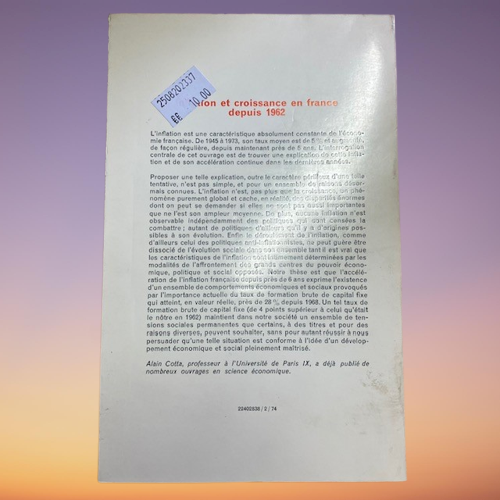 2508202337
€€ 10,00
ion et croissance en france
depuis 1962
L'inflation est une caractéristique absolument constante de l'écono-
mie française. De 1945 à 1973, son taux moyen est de 5 % et
de façon régulière, depuis maintenant près de 6 ans. L'interrogation
centrale de cet ouvrage est de trouver une explication de cette infla-
tion et de son accélération continue dans les dernières années.
Proposer une telle explication, outre le caractère périlleux d'une telle
tentative, n'est pas simple, et pour un ensemble de raisons désor-
mais connues. L'inflation n'est, pas plus que la croissance, un phé-
nomène purement global et cache, en réalité, des disparités énormes
dont on peut se demander si elles ne sont pas aussi importantes
que ne l'est son ampleur moyenne. De plus, aucune inflation n'est
observable indépendamment des politiques qui sont censées la
combattre; autant de politiques d'ailleurs qu'il y a d'origines possi-
bles à son évolution. Enfin le déroulement de l'inflation, comme
d'ailleurs celui des politiques anti-inflationnistes, ne peut guère être
dissocié de l'évolution sociale dans son ensemble tant il est vrai que
les caractéristiques de l'inflation sont intimement déterminées par les
modalités de l'affrontement des grands centres du pouvoir écono-
mique, politique et social opposés. Notre thèse est que l'accélé-
ration de l'inflation française depuis près de 6 ans exprime l'existence
d'un ensemble de comportements économiques et sociaux provoqués
par l'importance actuelle du taux de formation brute de capital fixe
qui atteint, en valeur réelle, près de 28 % depuis 1968. Un tel taux de
formation brute de capital fixe (de 4 points supérieur à celui qu'était
le nôtre en 1962) maintient dans notre société un ensemble de ten-
sions sociales permanentes que certains, à des titres et pour des
raisons diverses, peuvent souhaiter, sans pour autant réussir à nous
persuader qu'une telle situation est conforme à l'idée d'un dévelop-
pement économique et social pleinement maîtrisé.
Alain Cotta, professeur à l'Université de Paris IX, a déjà publié de
nombreux ouvrages en science économique.
22402838 / 2 / 74